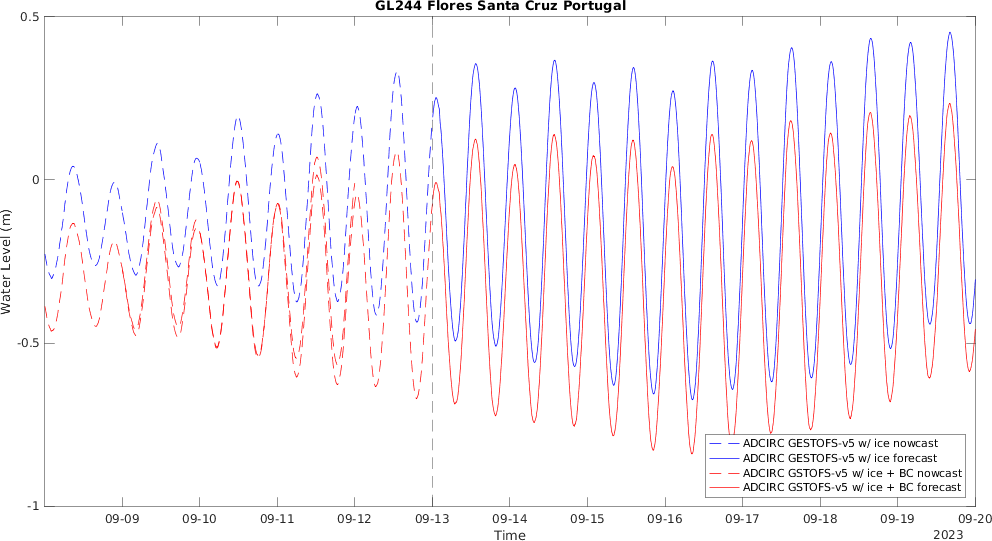 GL244 Flores Santa Cruz Portugal
0.5
0
-0.5
-1
Water Level (m)
ADCIRC GESTOFS-v5 w/ ice nowcast
ADCIRC GESTOFS-v5 w/ ice forecast
ADCIRC GSTOFS-v5 w/ ice + BC nowcast
ADCIRC GSTOFS-v5 w/ ice + BC forecast
09-09 09-10 09-11 09-12 09-13 09-14 09-15 09-16 09-17 09-18 09-19 09-20
Time
2023